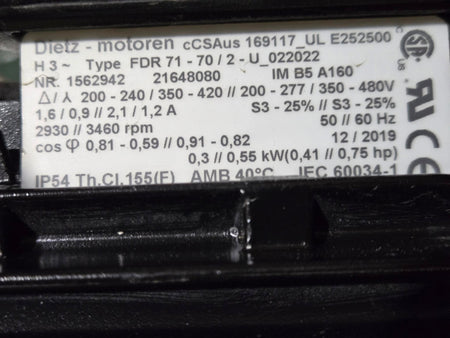 Dietz - motoren cCSAus 169117_UL E252500
H 3 ~ Type FDR 71 - 70 / 2 - U_022022
NR. 1562942 21648080 IM B5 A160
△ / ⅄ 200 - 240 / 350 - 420 // 200 - 277 / 350 - 480V
1,6 / 0,9 // 2,1 / 1,2 A S3 - 25% // S3 - 25%
2930 // 3460 rpm 50 // 60 Hz
cos φ 0,81 - 0,59 // 0,91 - 0,82 12 / 2019
0,3 // 0,55 kW(0,41 // 0,75 hp)
IP54 Th.Cl.155(F) AMB 40°C IEC 60034-1